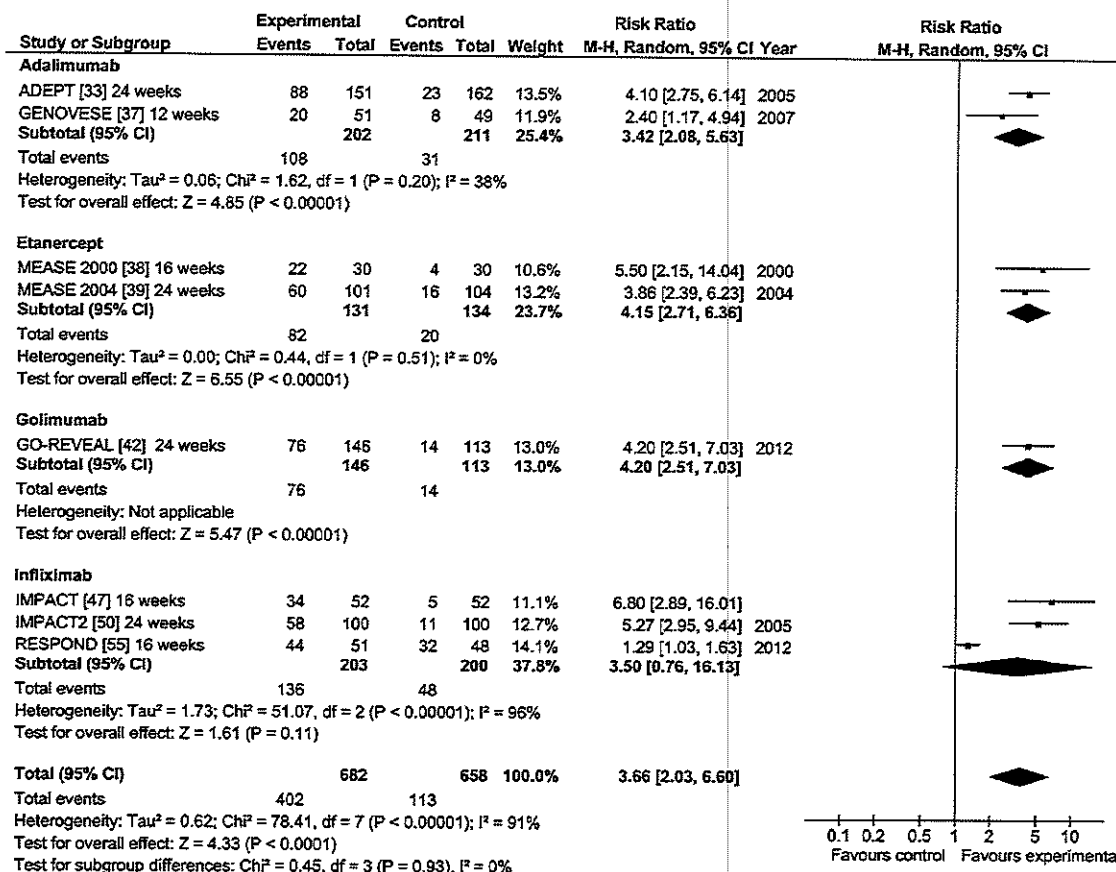 Experimental Control Risk Ratio Risk Ratio
Study or Subgroup Events Total Events Total Weight M-H, Random, 95% CI Year M-H, Random, 95% CI
Adalimumab
ADEPT [33] 24 weeks 88 151 23 162 13.5% 4.10 [2.75, 6.14] 2005
GENOVESE [37] 12 weeks 20 51 8 49 11.9% 2.40 [1.17, 4.94] 2007
Subtotal (95% CI) 202 211 25.4% 3.42 [2.08, 5.63]
Total events 108 31
Heterogeneity: Tau² = 0.06; Chi² = 1.62, df = 1 (P = 0.20); I² = 38%
Test for overall effect: Z = 4.85 (P < 0.00001)
Etanercept
MEASE 2000 [38] 16 weeks 22 30 4 30 10.6% 5.50 [2.15, 14.04] 2000
MEASE 2004 [39] 24 weeks 60 101 16 104 13.2% 3.86 [2.39, 6.23] 2004
Subtotal (95% CI) 131 134 23.7% 4.15 [2.71, 6.36]
Total events 82 20
Heterogeneity: Tau² = 0.00; Chi² = 0.44, df = 1 (P = 0.51); I² = 0%
Test for overall effect: Z = 6.55 (P < 0.00001)
Golimumab
GO-REVEAL [42] 24 weeks 76 146 14 113 13.0% 4.20 [2.51, 7.03] 2012
Subtotal (95% CI) 146 113 13.0% 4.20 [2.51, 7.03]
Total events 76 14
Heterogeneity: Not applicable
Test for overall effect: Z = 5.47 (P < 0.00001)
Infliximab
IMPACT [47] 16 weeks 34 52 5 52 11.1% 6.80 [2.89, 16.01]
IMPACT2 [50] 24 weeks 58 100 11 100 12.7% 5.27 [2.95, 9.44] 2005
RESPOND [55] 16 weeks 44 51 32 48 14.1% 1.29 [1.03, 1.63] 2012
Subtotal (95% CI) 203 200 37.8% 3.50 [0.76, 16.13]
Total events 136 48
Heterogeneity: Tau² = 1.73; Chi² = 51.07, df = 2 (P < 0.00001); I² = 96%
Test for overall effect: Z = 1.61 (P = 0.11)
Total (95% CI) 682 658 100.0% 3.66 [2.03, 6.60]
Total events 402 113
Heterogeneity: Tau² = 0.62; Chi² = 78.41, df = 7 (P < 0.00001); I² = 91%
Test for overall effect: Z = 4.33 (P < 0.0001)
Test for subgroup differences: Chi² = 0.45, df = 3 (P = 0.93), I² = 0%
0.1 0.2 0.5 1 2 5 10
Favours control Favours experimenta